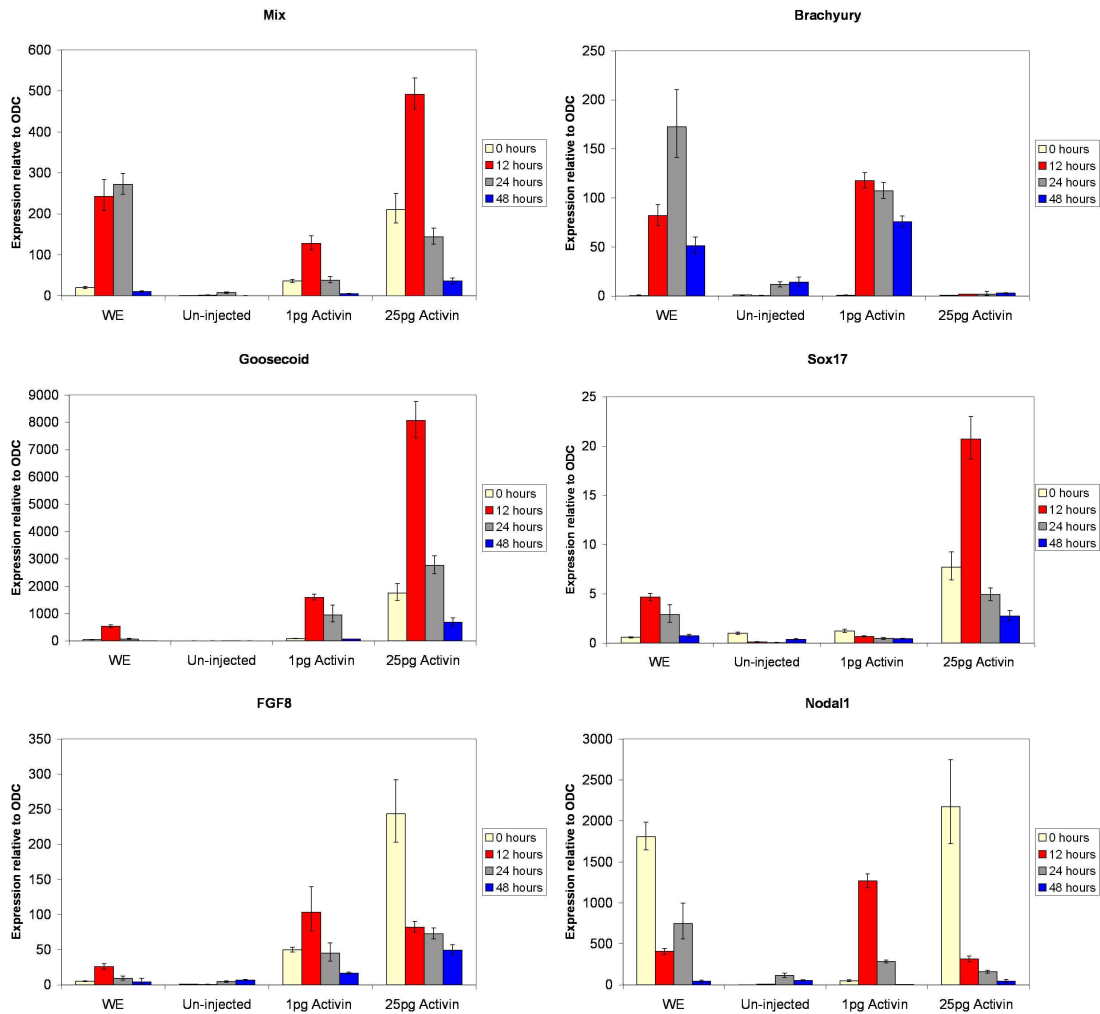 Mix
Expression relatve to ODC
600
500
400
300
200
100
0
WE Un-injected 1pg Activin 25pg Activin
0 hours
12 hours
24 hours
48 hours
Brachyury
Expression relative to ODC
250
200
150
100
50
0
WE Un-injected 1pg Activin 25pg Activin
0 hours
12 hours
24 hours
48 hours
Goosecoid
Expression relative to ODC
9000
8000
7000
6000
5000
4000
3000
2000
1000
0
WE Un-injected 1pg Activin 25pg Activin
0 hours
12 hours
24 hours
48 hours
Sox17
Expression relative to ODC
25
20
15
10
5
0
WE Un-injected 1pg Activin 25pg Activin
0 hours
12 hours
24 hours
48 hours
FGF8
Expression relative to ODC
350
300
250
200
150
100
50
0
WE Un-injected 1pg Activin 25pg Activin
0 hours
12 hours
24 hours
48 hours
Nodal1
Expression relative to ODC
3000
2500
2000
1500
1000
500
0
WE Un-injected 1pg Activin 25pg Activin
0 hours
12 hours
24 hours
48 hours